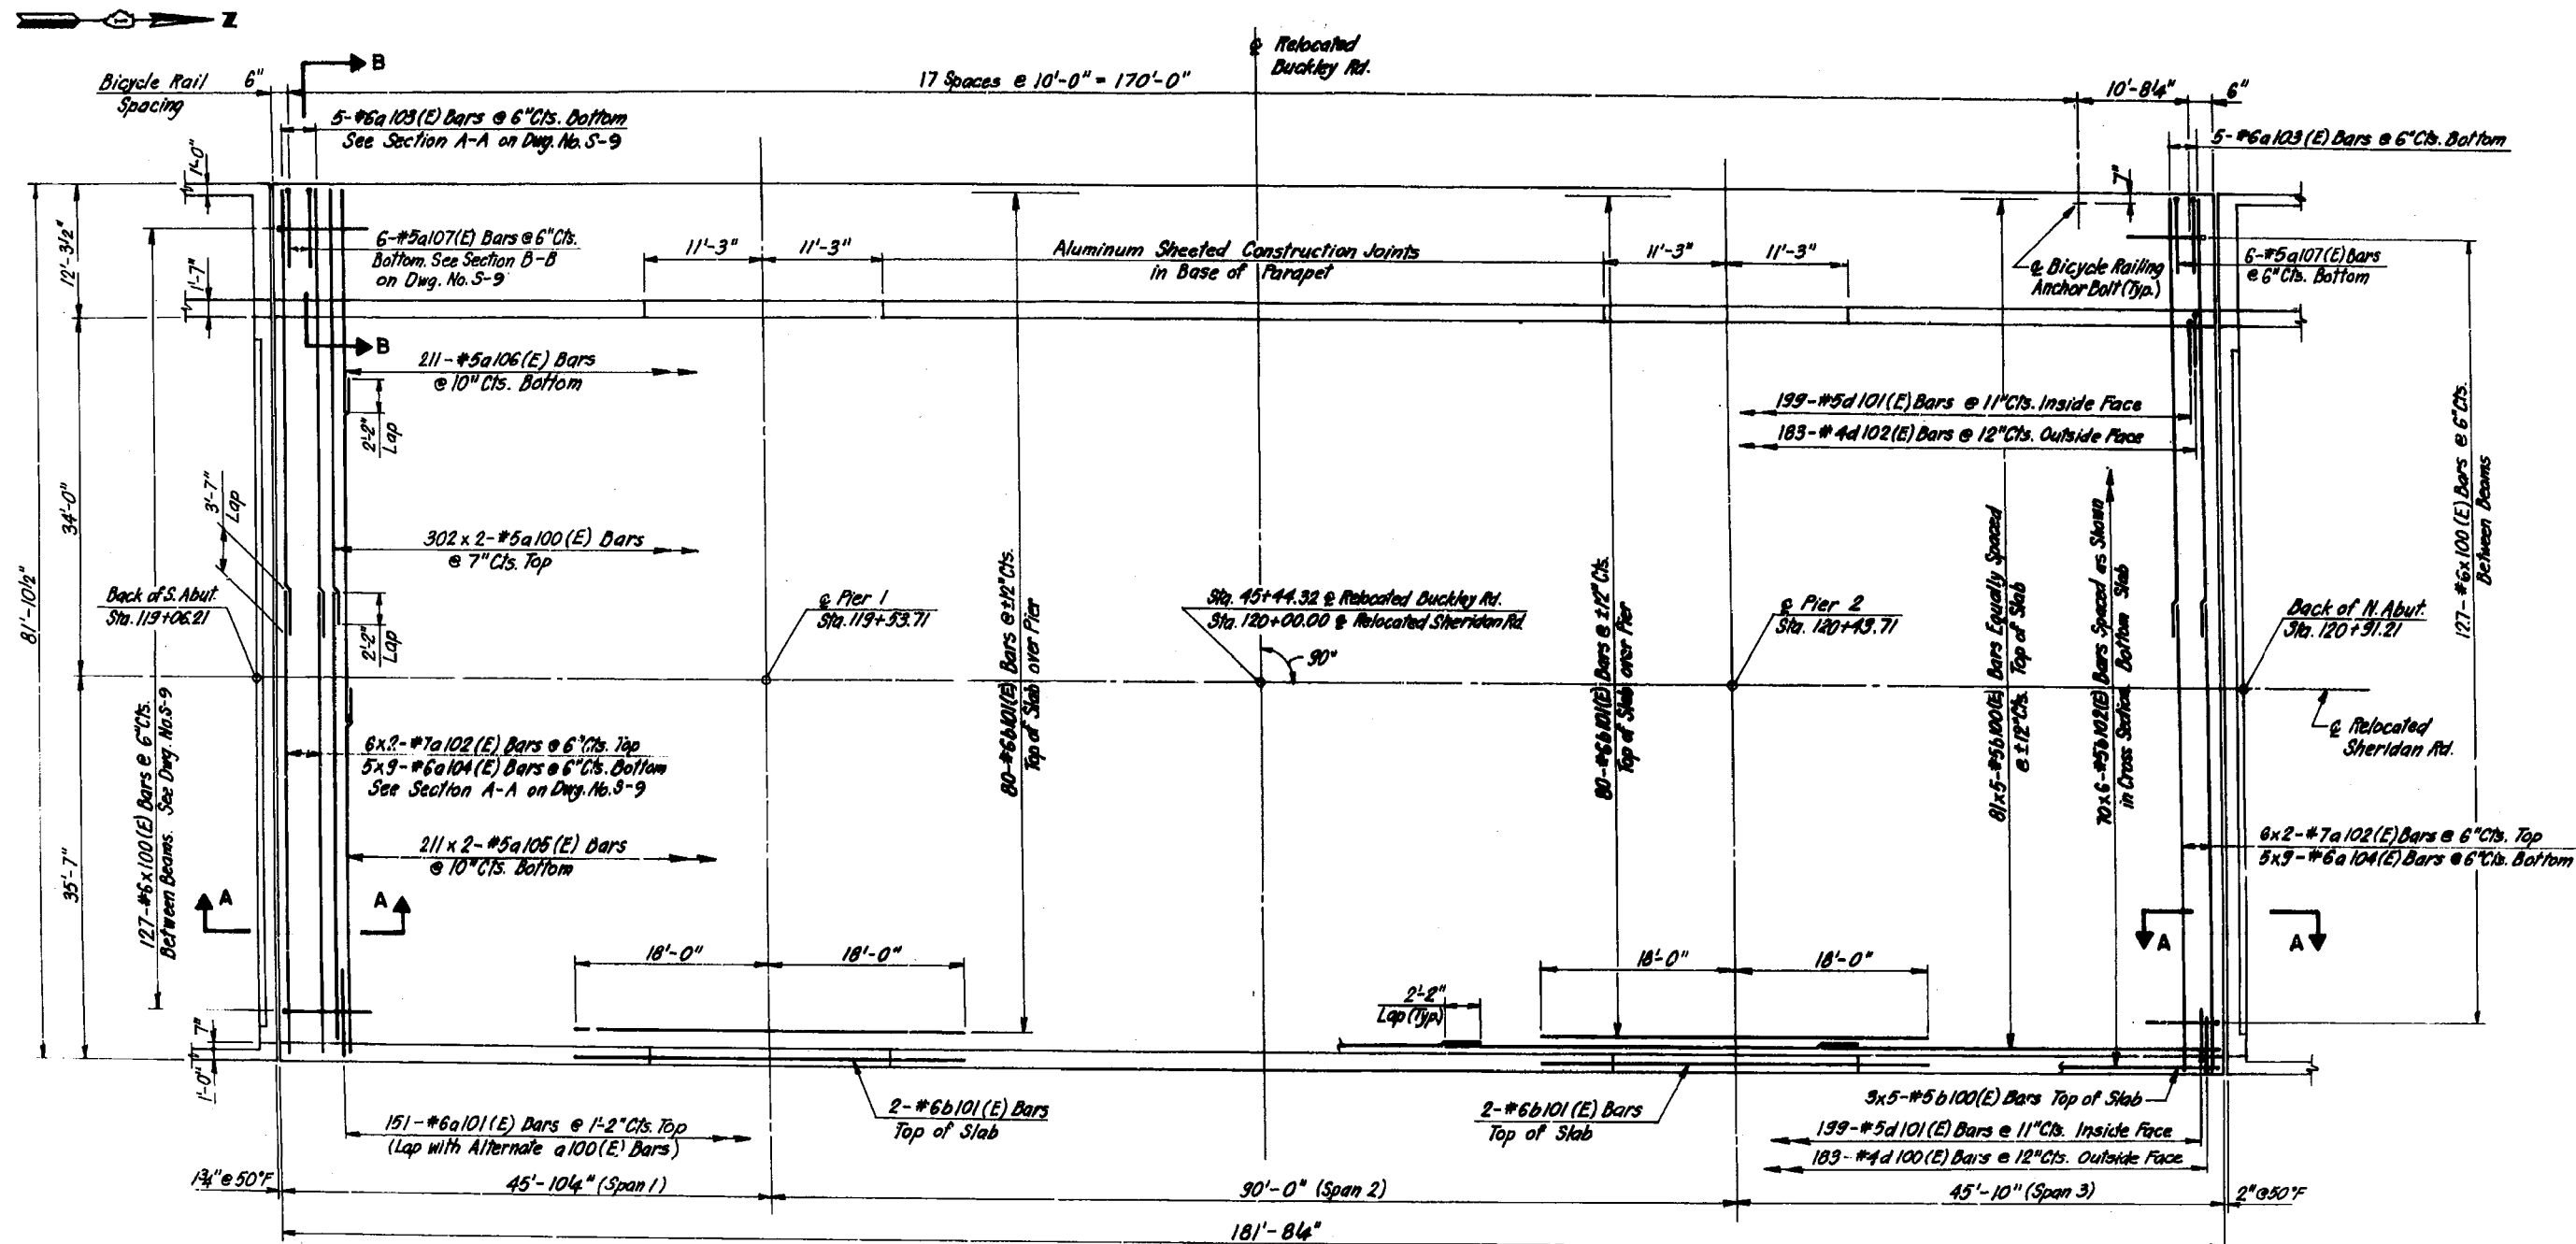 Z
B
Bicycle Rail
Spacing
6"
17 Spaces @ 10'-0" = 170'-0"
℄ Relocated
Buckley Rd.
10'-8¼"
6"
5-#6a103(E) Bars @ 6"Cts. Bottom
See Section A-A on Dwg. No. S-9
5-#6a103(E) Bars @ 6"Cts. Bottom
1'-0"
7"
12'-3½"
1'-7"
6-#5a107(E) Bars @ 6"Cts.
Bottom. See Section B-B
on Dwg. No. S-9
11'-3"
11'-3"
Aluminum Sheeted Construction Joints
in Base of Parapet
11'-3"
11'-3"
℄ Bicycle Railing
Anchor Bolt (Typ.)
6-#5a107(E) Bars
@ 6"Cts. Bottom
B
211-#5a106(E) Bars
@ 10" Cts. Bottom
2'-2"
Lap
199-#5d101(E) Bars @ 11"Cts. Inside Face
183-#4d102(E) Bars @ 12"Cts. Outside Face
127-#6x100(E) Bars @ 6"Cts.
Between Beams
81'-10½"
34'-0"
3'-7"
Lap
302 x 2-#5a100(E) Bars
@ 7"Cts. Top
2'-2"
Lap
Back of S. Abut.
Sta. 119+06.21
℄ Pier 1
Sta. 119+53.71
80-#6b101(E) Bars @ ±12"Cts.
Top of Slab over Pier
Sta. 45+44.32 ℄ Relocated Buckley Rd.
Sta. 120+00.00 ℄ Relocated Sheridan Rd.
90°
80-#6b101(E) Bars @ ±12"Cts.
Top of Slab over Pier
℄ Pier 2
Sta. 120+49.71
81x5-#5b100(E) Bars Equally Spaced
@ ±12"Cts. Top of Slab
70x6-#5b102(E) Bars Spaced as Shown
in Cross Section. Bottom Slab
Back of N. Abut.
Sta. 120+91.21
℄ Relocated
Sheridan Rd.
35'-7"
127-#6x100(E) Bars @ 6"Cts.
Between Beams. See Dwg. No. S-9
6x2-#7a102(E) Bars @ 6"Cts. Top
5x9-#6a104(E) Bars @ 6"Cts. Bottom
See Section A-A on Dwg. No. S-9
6x2-#7a102(E) Bars @ 6"Cts. Top
5x9-#6a104(E) Bars @ 6"Cts. Bottom
211 x 2-#5a105(E) Bars
@ 10"Cts. Bottom
A
A
A
A
18'-0"
18'-0"
18'-0"
18'-0"
2'-2"
Lap (Typ.)
7"
1'-0"
2-#6b101(E) Bars
Top of Slab
2-#6b101(E) Bars
Top of Slab
3x5-#5b100(E) Bars Top of Slab
151-#6a101(E) Bars @ 1'-2"Cts. Top
(Lap with Alternate a100(E) Bars)
199-#5d101(E) Bars @ 11"Cts. Inside Face
183-#4d100(E) Bars @ 12"Cts. Outside Face
1¾" @ 50°F
45'-10¼" (Span 1)
90'-0" (Span 2)
45'-10" (Span 3)
2" @ 50°F
181'-8¼"